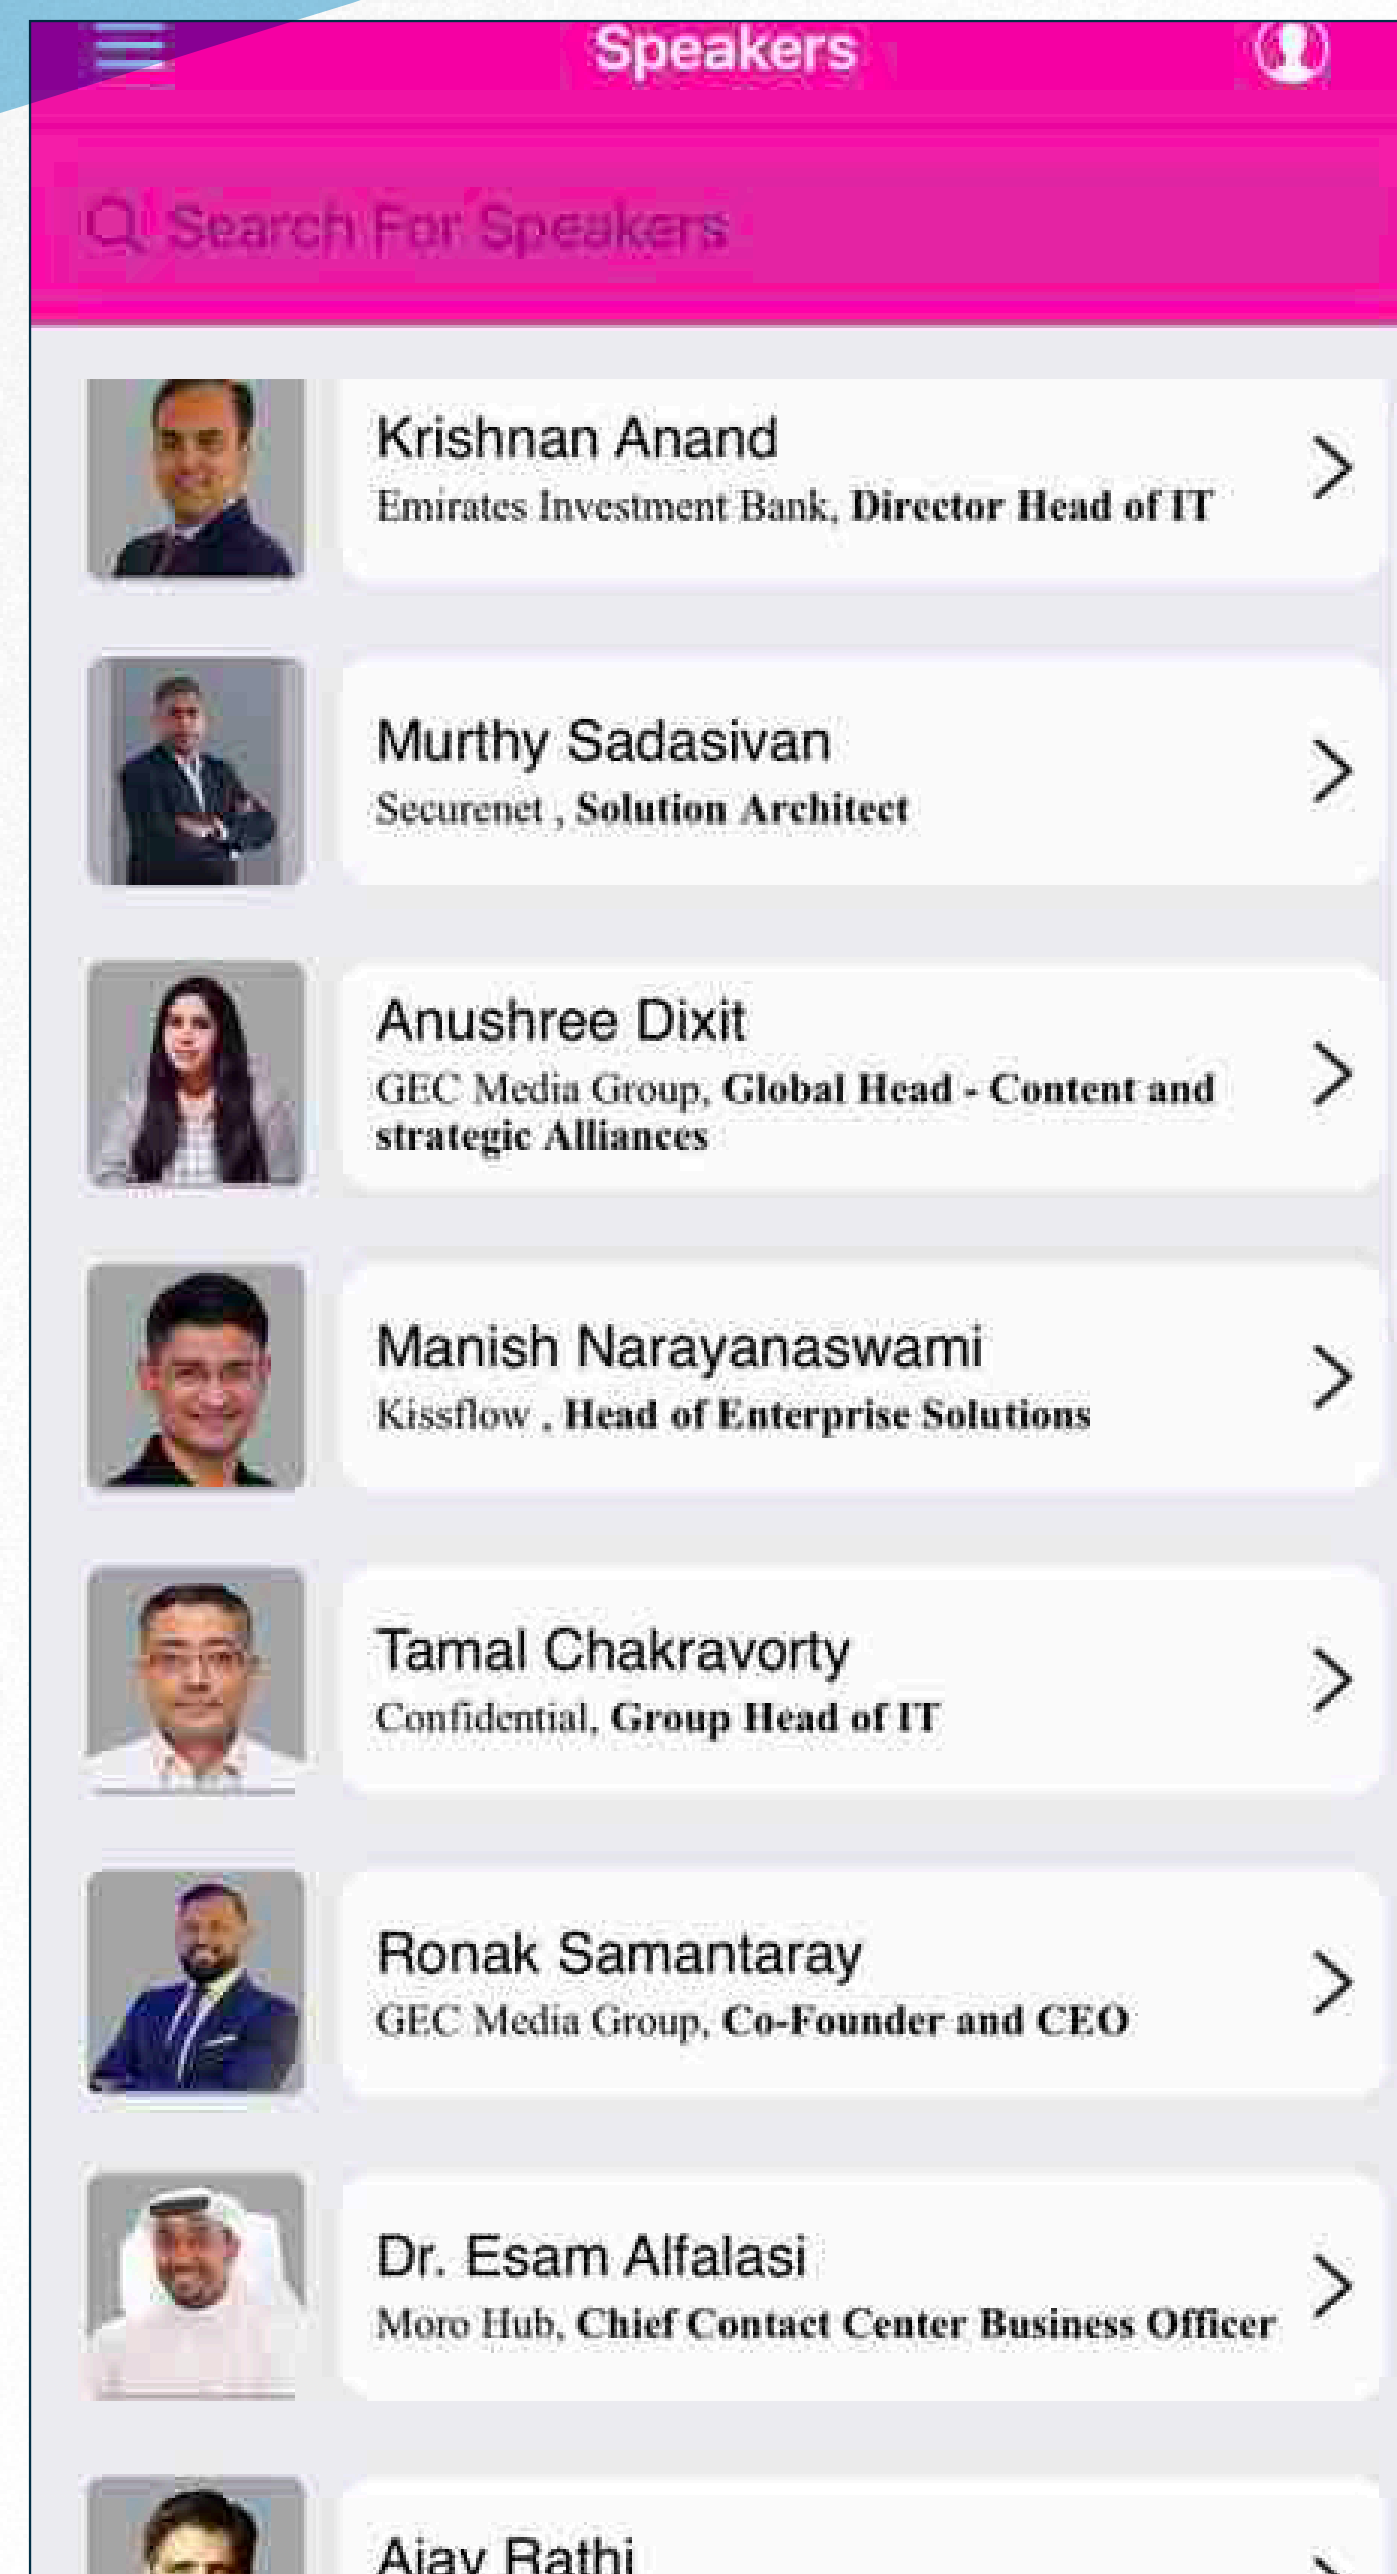 Speakers
Search For Speakers
Krishnan Anand
Emirates Investment Bank, Director Head of IT
Murthy Sadasivan
Securenet , Solution Architect
Anushree Dixit
GEC Media Group, Global Head - Content and
strategic Alliances
Manish Narayanaswami
Kissflow , Head of Enterprise Solutions
Tamal Chakravorty
Confidential, Group Head of IT
Ronak Samantaray
GEC Media Group, Co-Founder and CEO
Dr. Esam Alfalasi
Moro Hub, Chief Contact Center Business Officer
Ajay Rathi